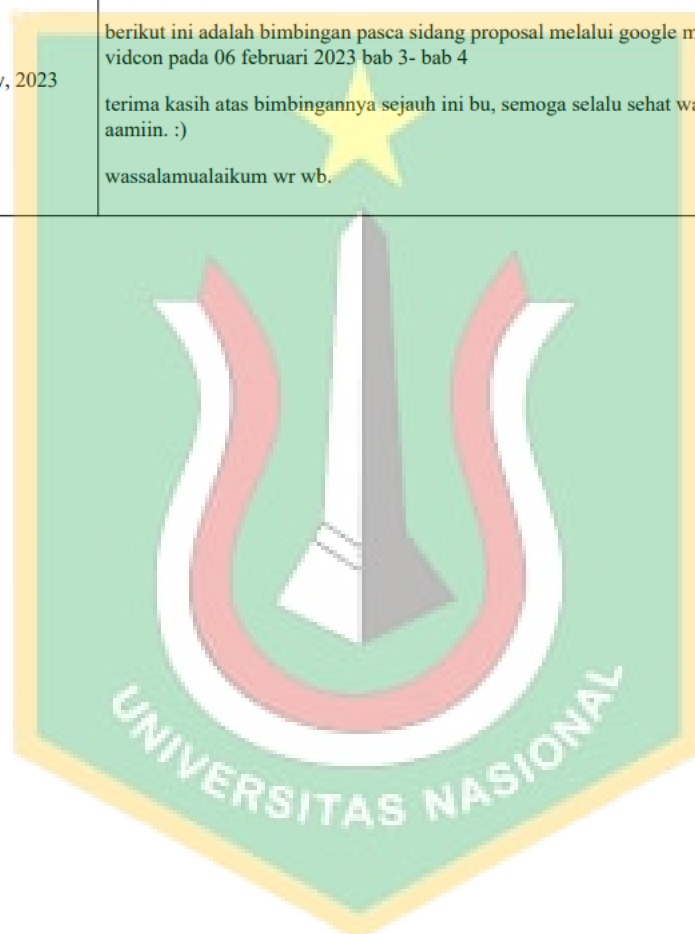 berikut ini adalah bimbingan pasca sidang proposal melalui google
vidcon pada 06 februari 2023 bab 3- bab 4
, 2023
terima kasih atas bimbingannya sejauh ini bu, semoga selalu sehat
aamiin. :)
wassalamualaikum wr wb.
UNIVERSITAS NASIONAL